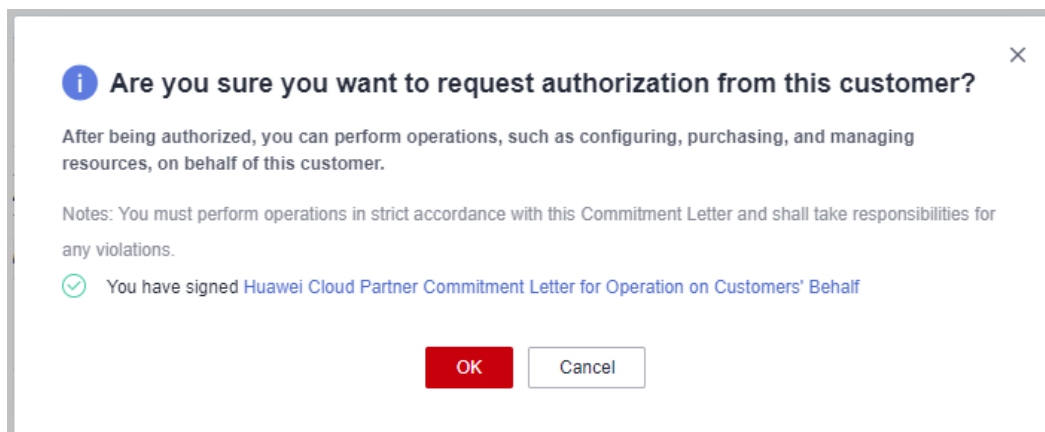 Are you sure you want to request authorization from this customer?
After being authorized, you can perform operations, such as configuring, purchasing, and managing
resources, on behalf of this customer.
Notes: You must perform operations in strict accordance with this Commitment Letter and shall take responsibilities for
any violations.
You have signed Huawei Cloud Partner Commitment Letter for Operation on Customers' Behalf
OK Cancel